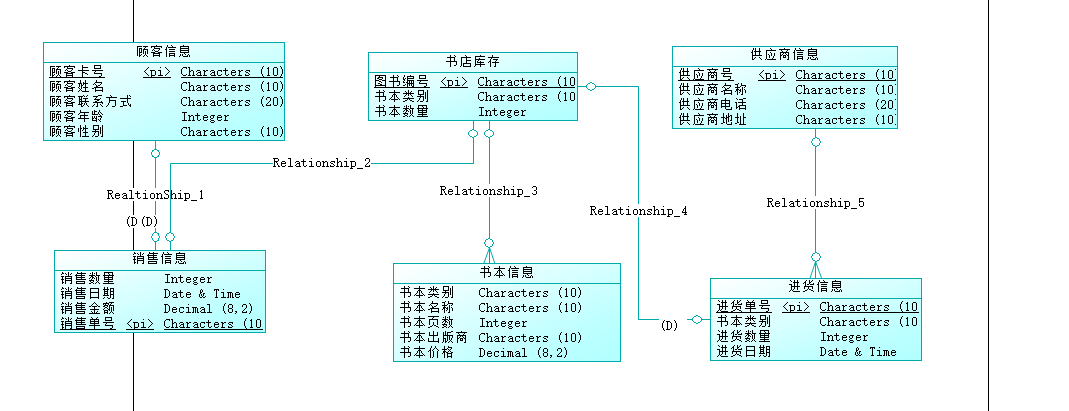 顾客信息
顾客卡号 <pi> Characters (10)
顾客姓名 Characters (10)
顾客联系方式 Characters (20)
顾客年龄 Integer
顾客性别 Characters (10)
书店库存
图书编号 <pi> Characters (10
书本类别 Characters (10
书本数量 Integer
供应商信息
供应商号 <pi> Characters (10)
供应商名称 Characters (10)
供应商电话 Characters (20)
供应商地址 Characters (10)
Relationship_2
RealtionShip_1
Relationship_3
Relationship_4
Relationship_5
(D(D)
销售信息
销售数量 Integer
销售日期 Date & Time
销售金额 Decimal (8,2)
销售单号 <pi> Characters (10
书本信息
书本类别 Characters (10)
书本名称 Characters (10)
书本页数 Integer
书本出版商 Characters (10)
书本价格 Decimal (8,2)
(D)
进货信息
进货单号 <pi> Characters (10
书本类别 Characters (10
进货数量 Integer
进货日期 Date & Time